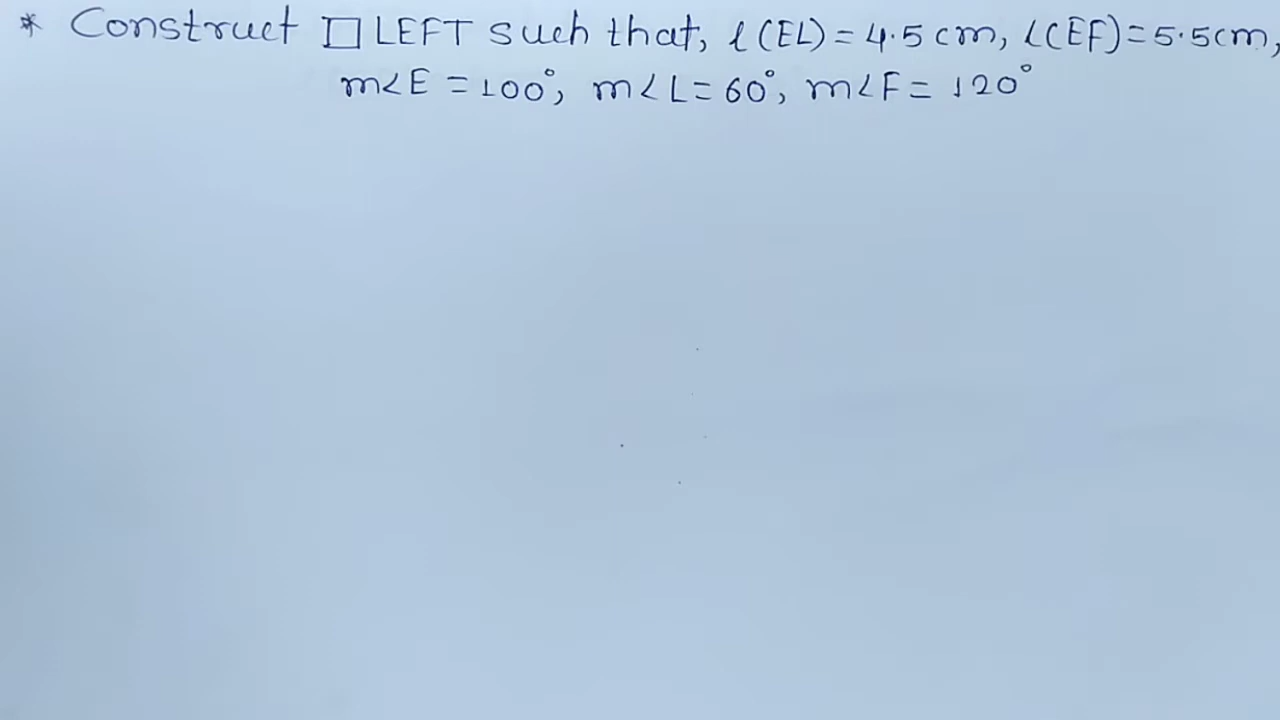 * Construct □ LEFT such that, l(EL) = 4.5 cm, l(EF) = 5.5cm,
m∠E = 100°, m∠L = 60°, m∠F = 120°